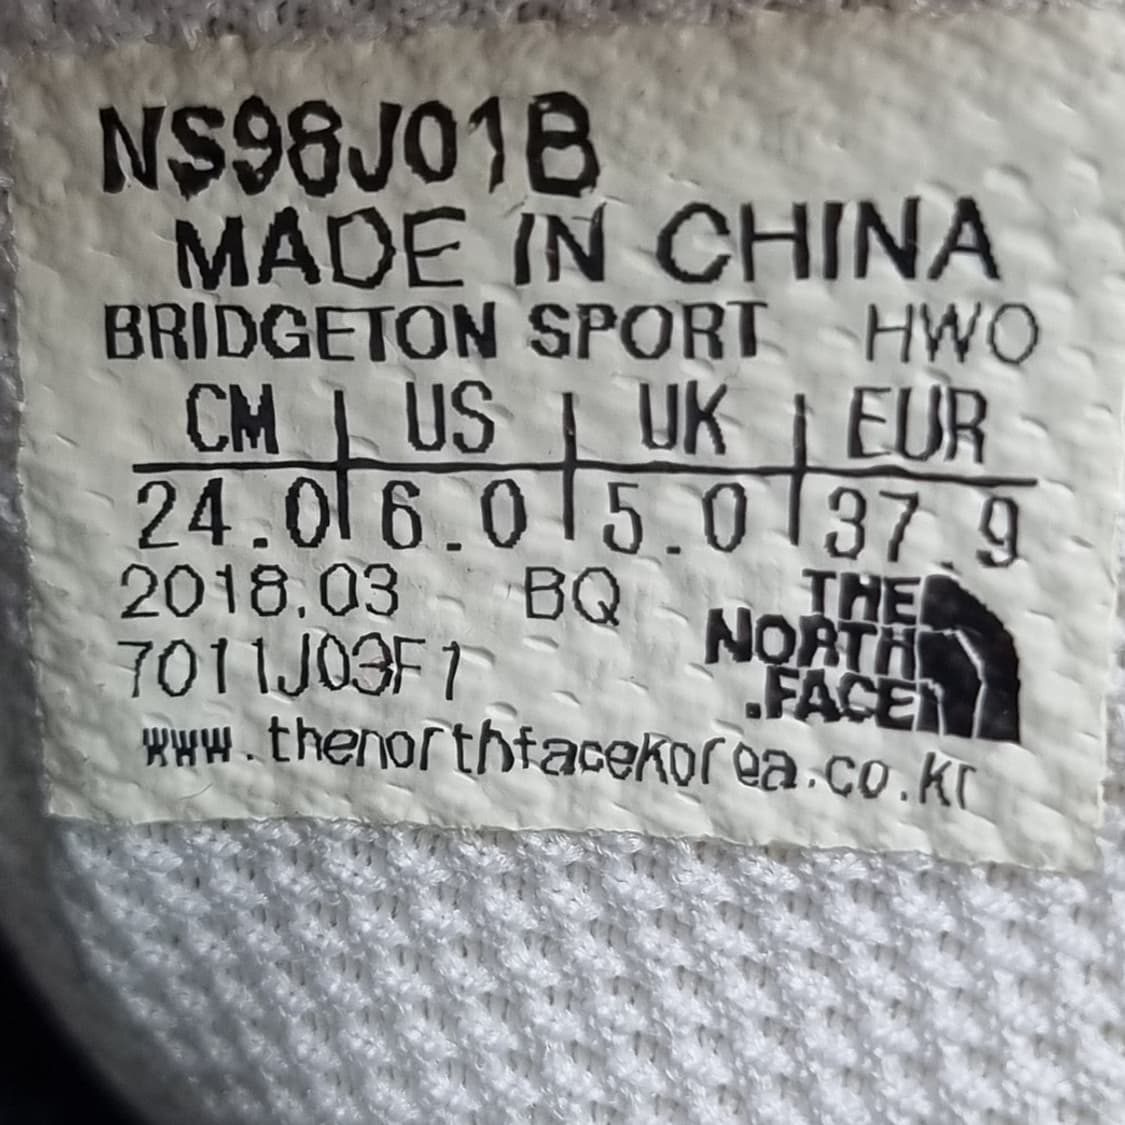 NS98J01B
MADE IN CHINA
BRIDGETON SPORT HWO
CM US UK EUR
24.0 6.0 5.0 37.9
2018.03 BQ
7011J03F1
THE
NORTH
FACE
www.thenorthfacekorea.co.kr